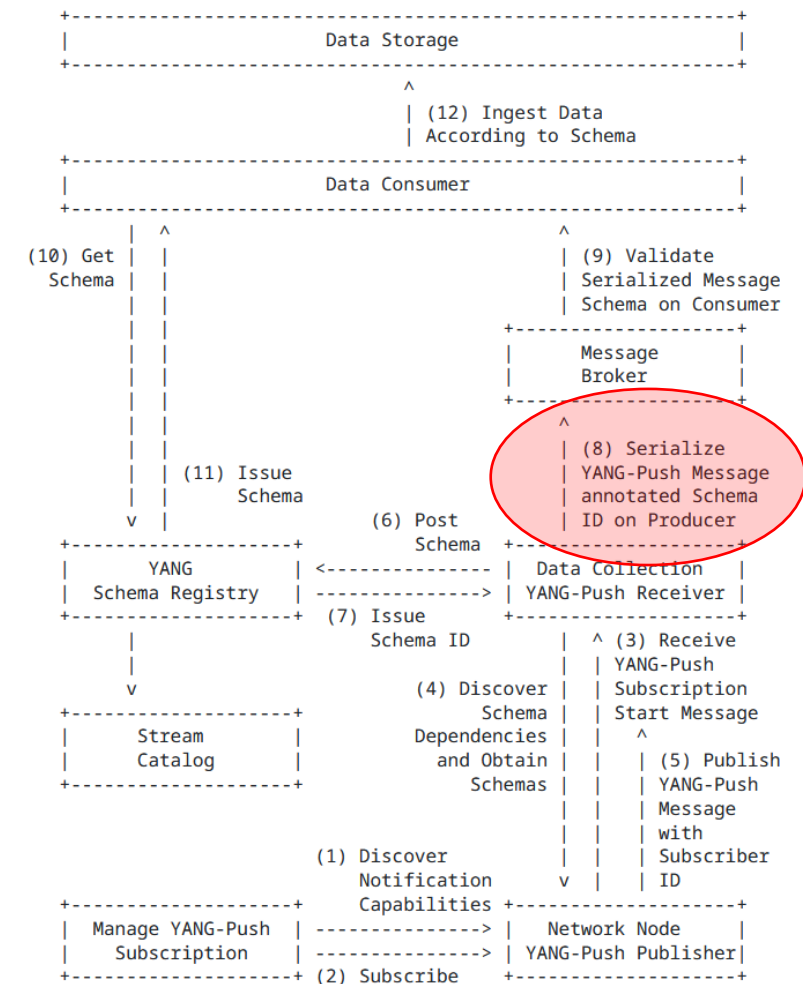 +------------------------------------------------------------+
|                       Data Storage                         |
+------------------------------------------------------------+
                               ^
                               | (12) Ingest Data
                               | According to Schema
+------------------------------------------------------------+
|                       Data Consumer                        |
+------------------------------------------------------------+
      |  ^                                   ^
(10) Get |  |                                | (9) Validate
  Schema |  |                                | Serialized Message
      |  |                                   | Schema on Consumer
      |  |                              +--------------------+
      |  |                              |      Message       |
      |  |                              |      Broker        |
      |  |                              +--------------------+
      |  |                                   ^
      |  |                                   | (8) Serialize
      |  | (11) Issue                        | YANG-Push Message
      |  |      Schema                       | annotated Schema
      v  |                  (6) Post         | ID on Producer
+--------------------+          Schema  +--------------------+
|       YANG         | <--------------- |  Data Collection   |
|  Schema Registry   | ---------------> | YANG-Push Receiver |
+--------------------+  (7) Issue       +--------------------+
      |                     Schema ID        |  ^ (3) Receive
      |                                      |  | YANG-Push
      v                         (4) Discover |  | Subscription
+--------------------+                Schema |  | Start Message
|      Stream        |          Dependencies |  |   ^
|      Catalog       |            and Obtain |  |   | (5) Publish
+--------------------+               Schemas |  |   | YANG-Push
                                             |  |   | Message
                                             |  |   | with
                       (1) Discover          |  |   | Subscriber
                           Notification      v  |   | ID
+--------------------+     Capabilities +--------------------+
|  Manage YANG-Push  | ---------------> |   Network Node     |
|    Subscription    | ---------------> | YANG-Push Publisher|
+--------------------+ (2) Subscribe    +--------------------+